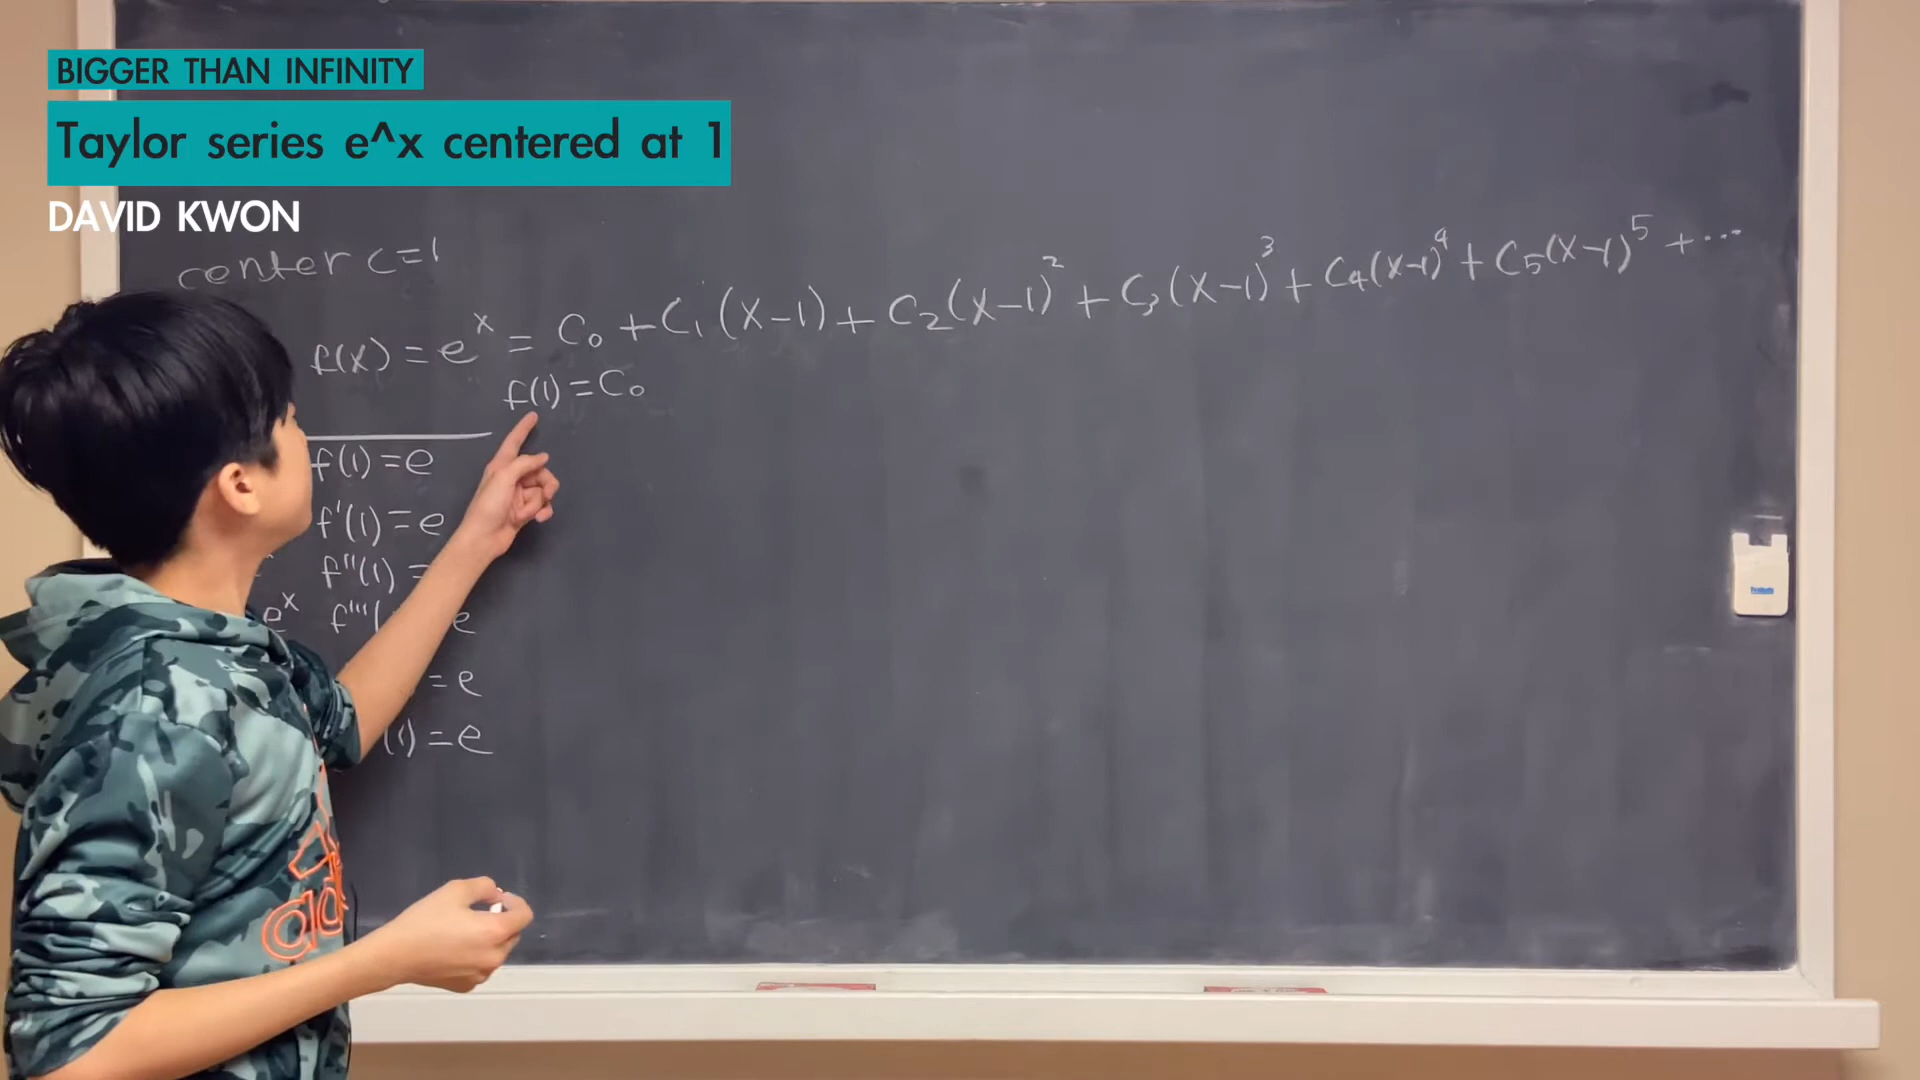 BIGGER THAN INFINITY
Taylor series e^x centered at 1
DAVID KWON
center c=1
f(x) = e^x = C₀ + C₁(x-1) + C₂(x-1)² + C₃(x-1)³ + C₄(x-1)⁴ + C₅(x-1)⁵ + ...
f(1) = C₀
f(1) = e
f'(1) = e
f''(1) =
e^x f'''( e
= e
(1) = e